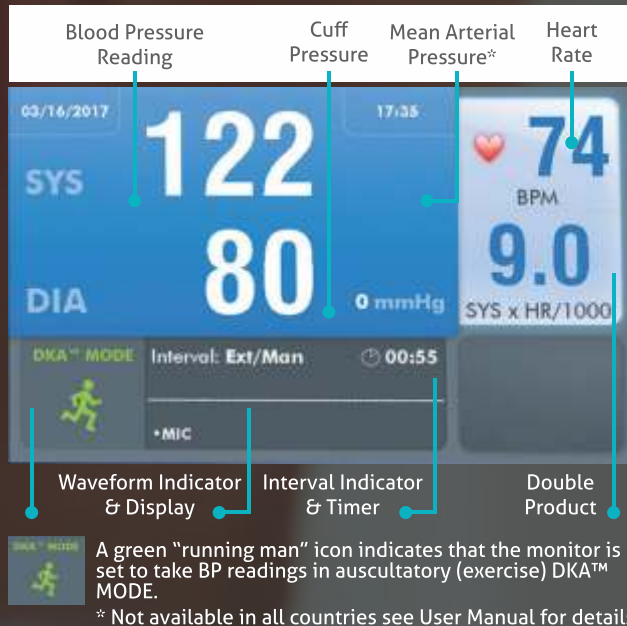 Blood Pressure
Reading
Cuff
Pressure
Mean Arterial
Pressure*
Heart
Rate
03/16/2017
17:35
SYS
122
74
BPM
DIA
80
0 mmHg
9.0
SYS x HR/1000
DKA™ MODE
Interval: Ext/Man
00:55
•MIC
Waveform Indicator
& Display
Interval Indicator
& Timer
Double
Product
DKA™ MODE
A green “running man” icon indicates that the monitor is
set to take BP readings in auscultatory (exercise) DKA™
MODE.
* Not available in all countries see User Manual for details